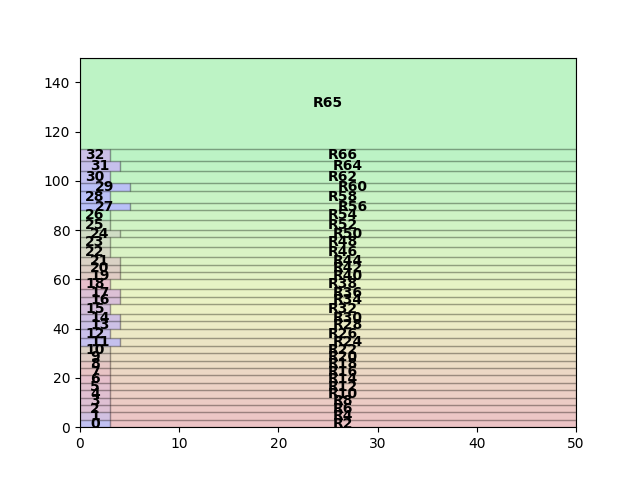 140
R65
120
32 R66
31 R64
100 30 R62
29 R60
28 R58
27 R56
26 R54
25 R52
80 24 R50
23 R48
22 R46
21 R44
20 R42
60 19 R40
18 R38
17 R36
16 R34
15 R32
14 R30
40 13 R28
12 R26
11 R24
10 R22
9 R20
8 R18
7 R16
20 6 R14
5 R12
4 R10
3 R8
2 R6
1 R4
0 0 R2
0 10 20 30 40 50